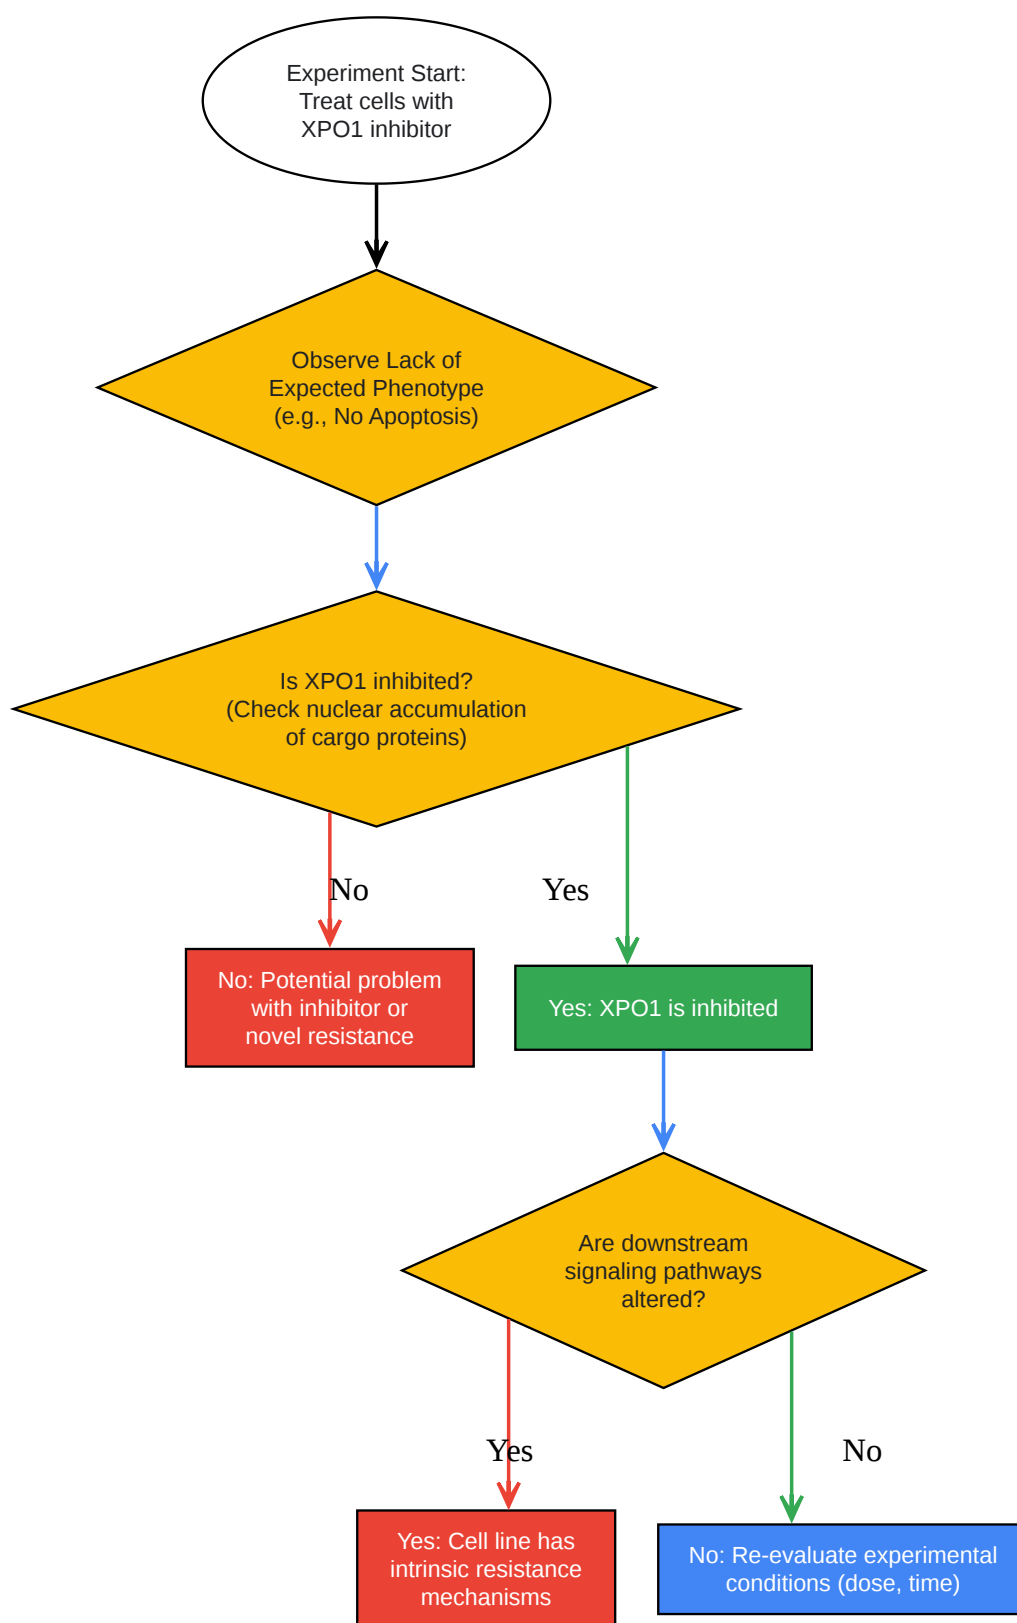 Experiment Start:
Treat cells with
XPO1 inhibitor
Observe Lack of
Expected Phenotype
(e.g., No Apoptosis)
Is XPO1 inhibited?
(Check nuclear accumulation
of cargo proteins)
No
Yes
No: Potential problem
with inhibitor or
novel resistance
Yes: XPO1 is inhibited
Are downstream
signaling pathways
altered?
Yes
No
Yes: Cell line has
intrinsic resistance
mechanisms
No: Re-evaluate experimental
conditions (dose, time)